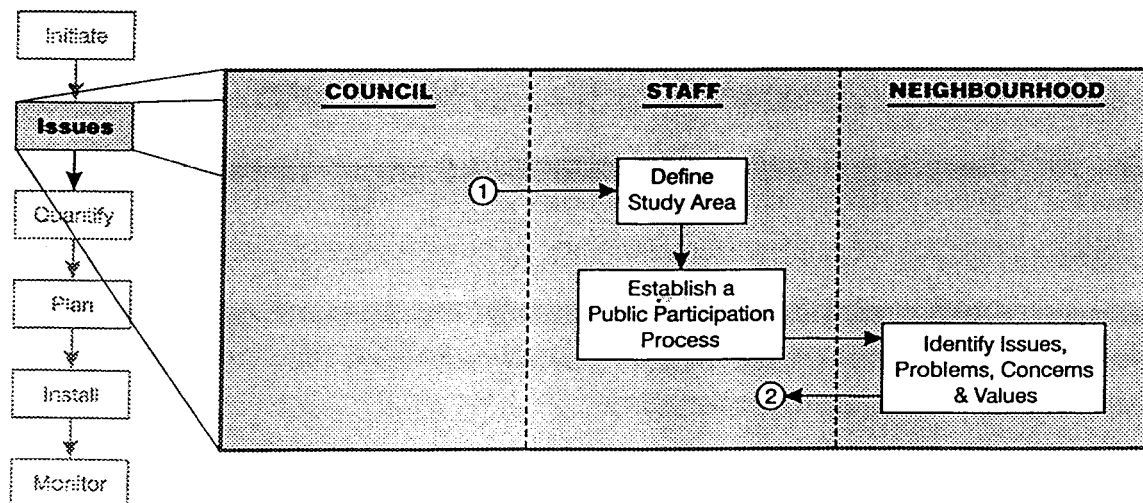 Initiate
Issues
Quantify
Plan
Install
Monitor
COUNCIL
STAFF
NEIGHBOURHOOD
1
Define
Study Area
Establish a
Public Participation
Process
Identify Issues,
Problems, Concerns
& Values
2